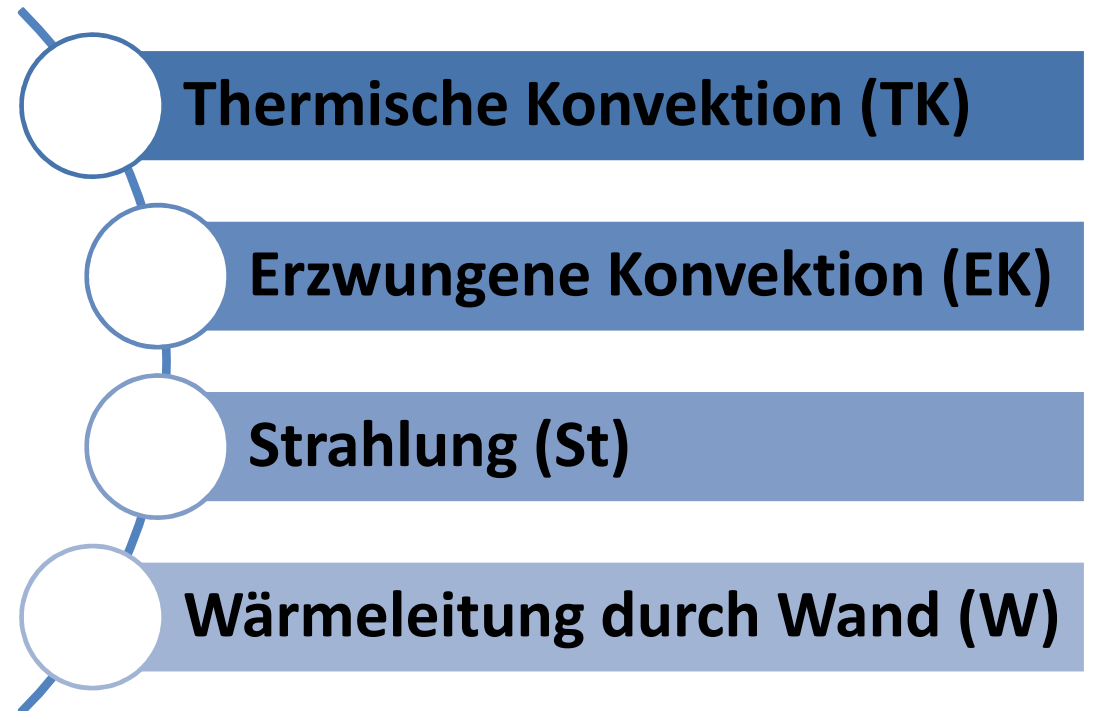 Thermische Konvektion (TK)
Erzwungene Konvektion (EK)
Strahlung (St)
Wärmeleitung durch Wand (W)